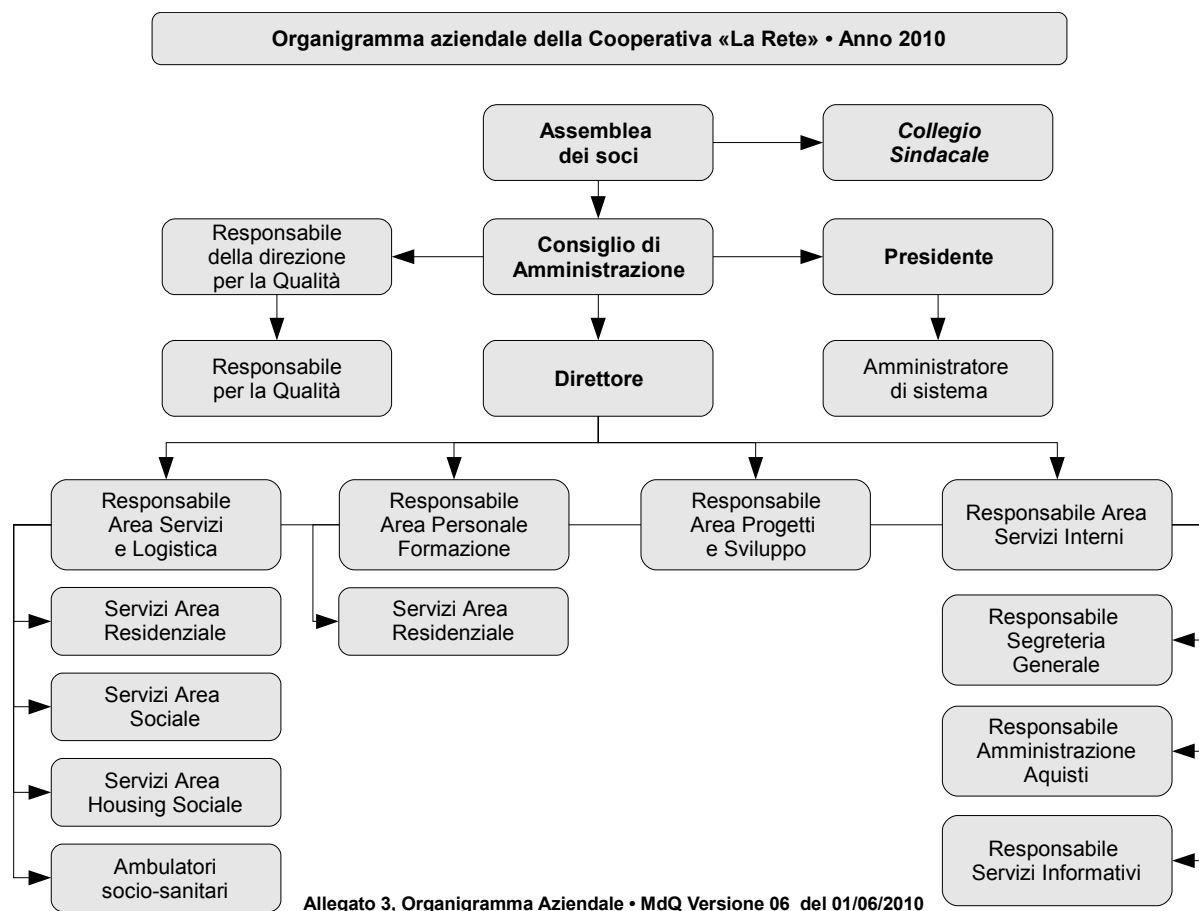 Organigramma aziendale della Cooperativa «La Rete» • Anno 2010
Assemblea
dei soci
Collegio
Sindacale
Responsabile
della direzione
per la Qualità
Consiglio di
Amministrazione
Presidente
Responsabile
per la Qualità
Direttore
Amministratore
di sistema
Responsabile
Area Servizi
e Logistica
Responsabile
Area Personale
Formazione
Responsabile
Area Progetti
e Sviluppo
Responsabile Area
Servizi Interni
Servizi Area
Residenziale
Servizi Area
Residenziale
Responsabile
Segreteria
Generale
Servizi Area
Sociale
Responsabile
Amministrazione
Aquisti
Servizi Area
Housing Sociale
Responsabile
Servizi Informativi
Ambulatori
socio-sanitari
Allegato 3, Organigramma Aziendale • MdQ Versione 06 del 01/06/2010